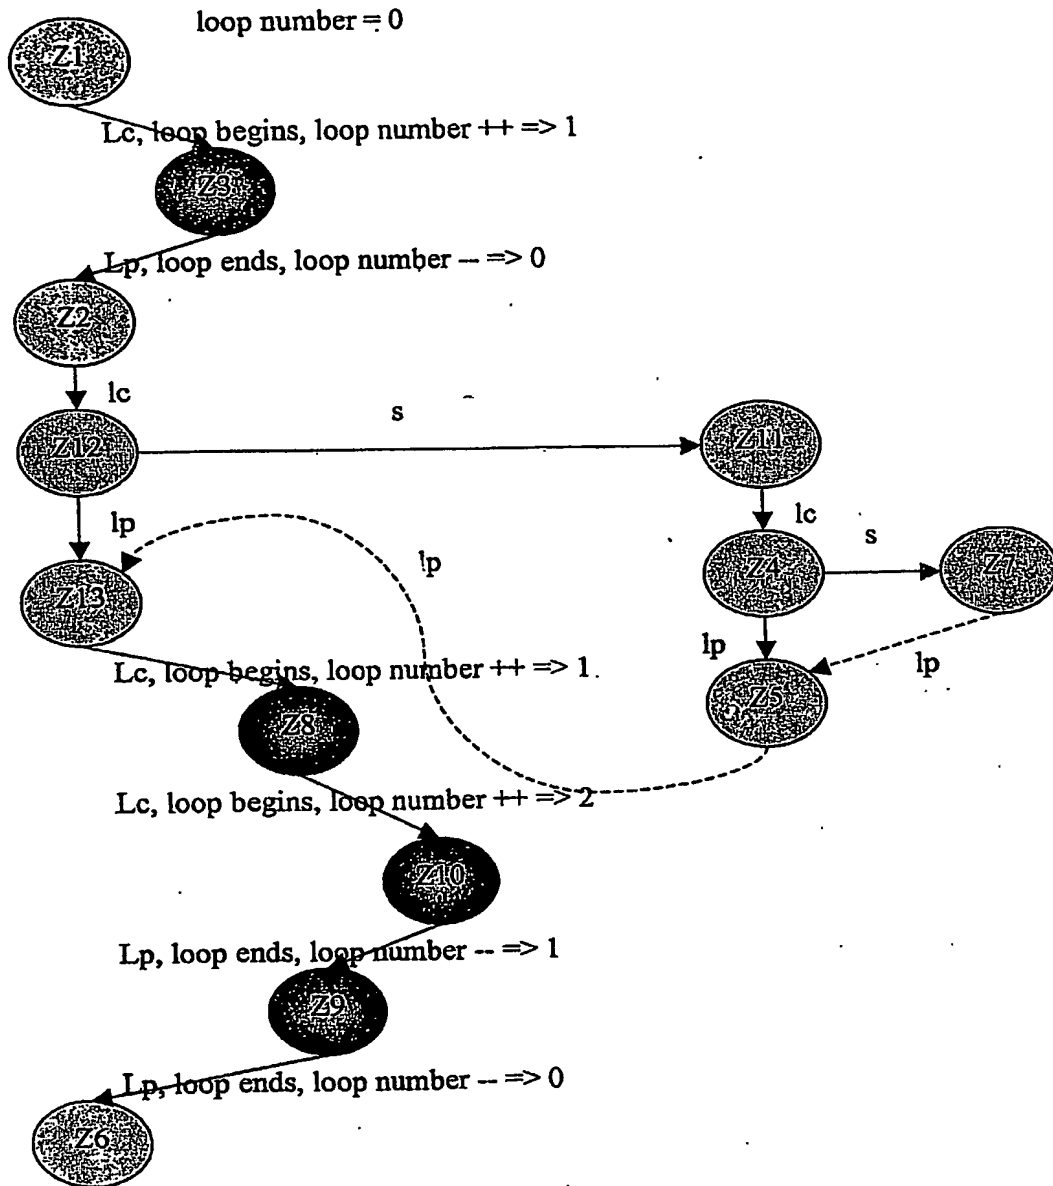 loop number = 0
Z1
Lc, loop begins, loop number ++ => 1
Z3
Lp, loop ends, loop number -- => 0
Z2
lc
s
Z12
Z11
lp
lc
s
lp
Z4
Z7
Z13
lp
lp
Lc, loop begins, loop number ++ => 1
Z5
Z8
Lc, loop begins, loop number ++ => 2
Z10
Lp, loop ends, loop number -- => 1
Z9
Lp, loop ends, loop number -- => 0
Z6